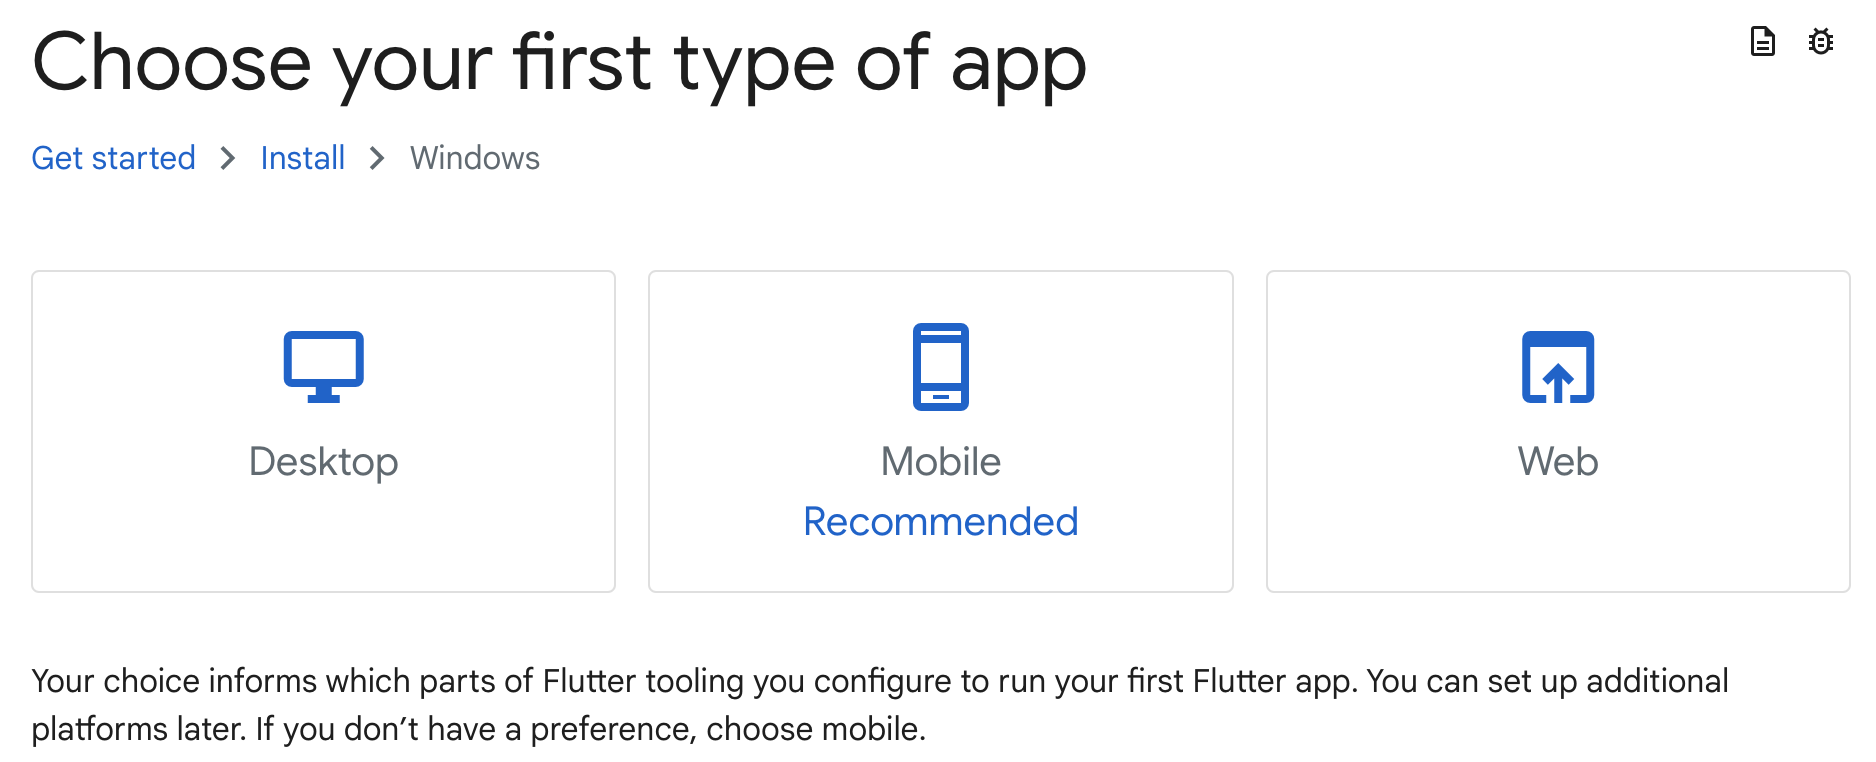 Choose your first type of app
Get started > Install > Windows
Desktop
Mobile
Recommended
Web
Your choice informs which parts of Flutter tooling you configure to run your first Flutter app. You can set up additional
platforms later. If you don’t have a preference, choose mobile.